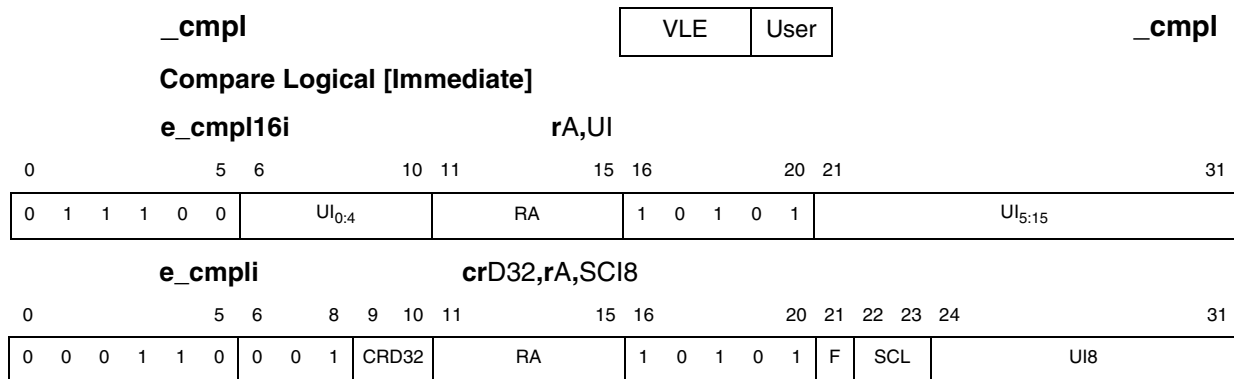 _cmpl VLE User _cmpl
Compare Logical [Immediate]
e_cmpl16i rA,UI
0 5 6 10 11 15 16 20 21 31
0 1 1 1 0 0 UI0:4 RA 1 0 1 0 1 UI5:15
e_cmpli crD32,rA,SCI8
0 5 6 8 9 10 11 15 16 20 21 22 23 24 31
0 0 0 1 1 0 0 0 1 CRD32 RA 1 0 1 0 1 F SCL UI8